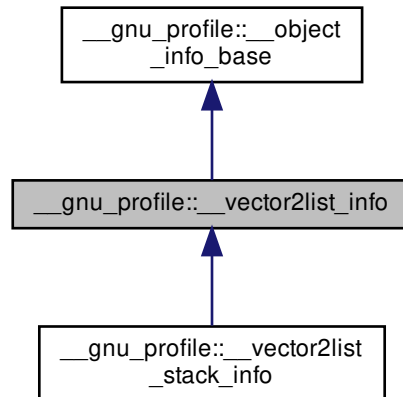 __gnu_profile::__object
_info_base
__gnu_profile::__vector2list_info
__gnu_profile::__vector2list
_stack_info